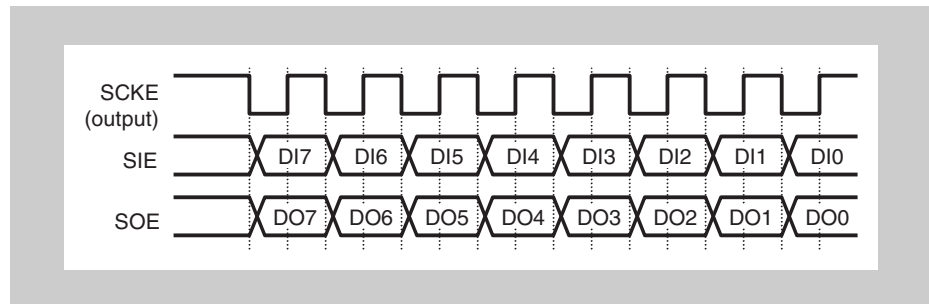 SCKE
(output)
SIE DI7 DI6 DI5 DI4 DI3 DI2 DI1 DI0
SOE DO7 DO6 DO5 DO4 DO3 DO2 DO1 DO0